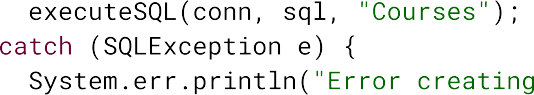 executeSQL(conn, sql, "Courses");
catch (SQLException e) {
System.err.println("Error creating